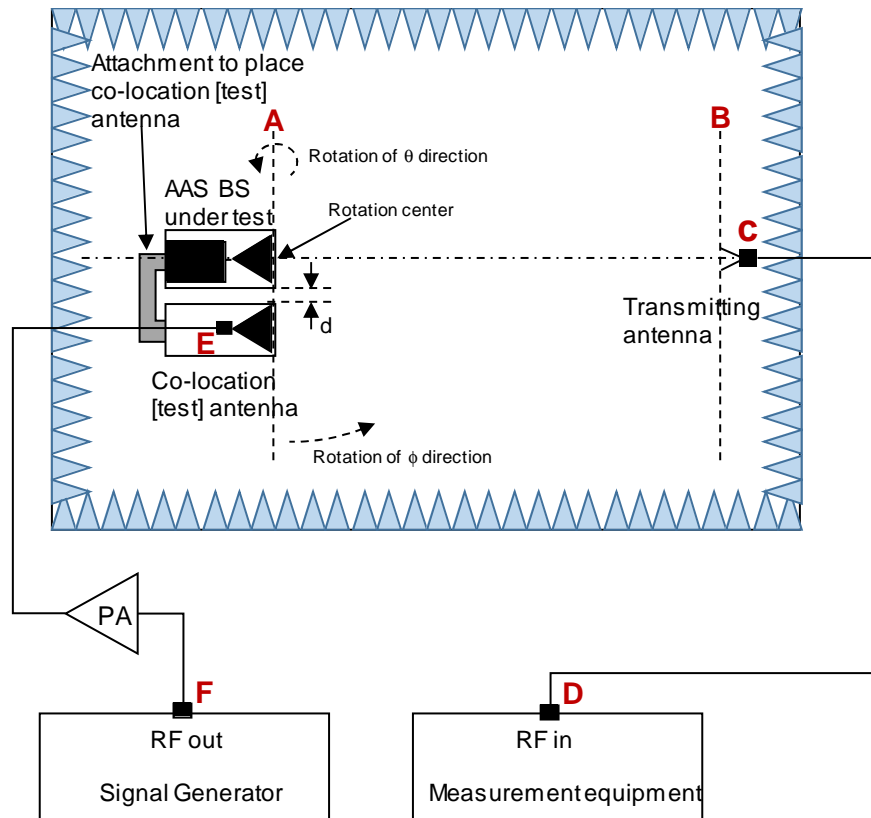 Attachment to place
co-location [test]
antenna
A
B
Rotation of θ direction
AAS BS
under test
Rotation center
C
Transmitting
antenna
d
E
Co-location
[test] antenna
Rotation of ϕ direction
PA
F
D
RF out
RF in
Signal Generator
Measurement equipment